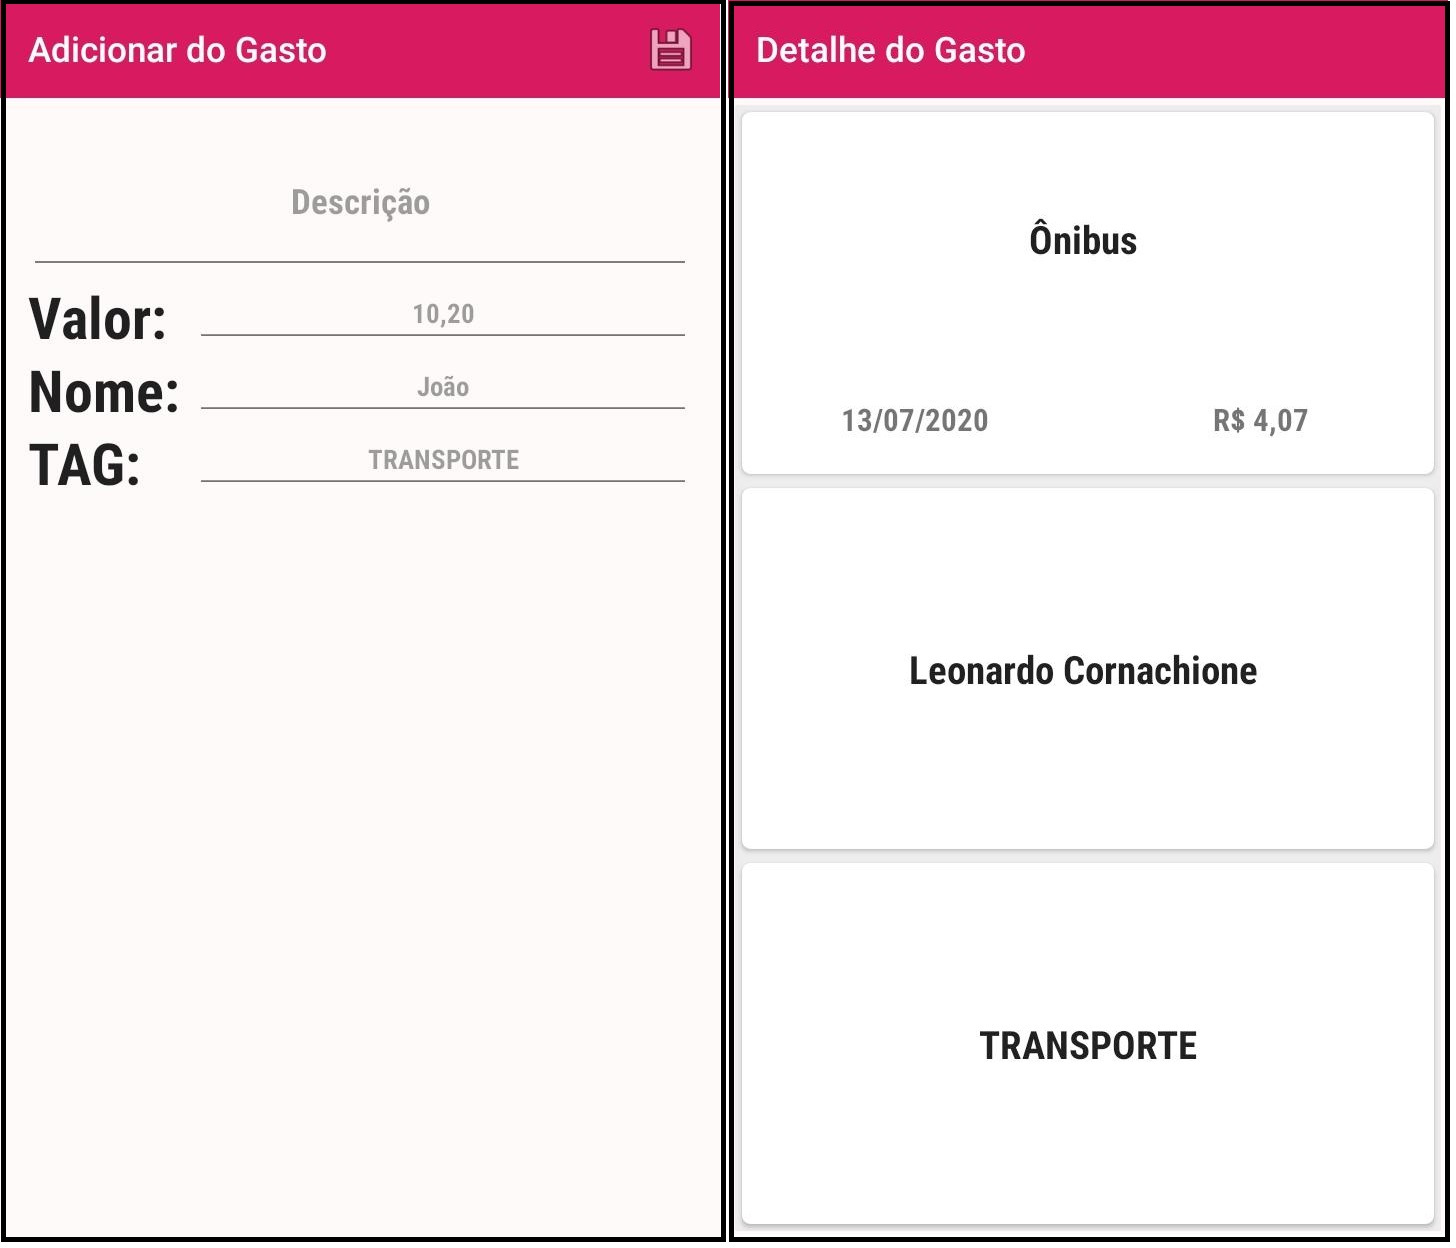 Adicionar do Gasto
Descrição
Valor: 10,20
Nome: João
TAG: TRANSPORTE
Detalhe do Gasto
Ônibus
13/07/2020 R$ 4,07
Leonardo Cornachione
TRANSPORTE